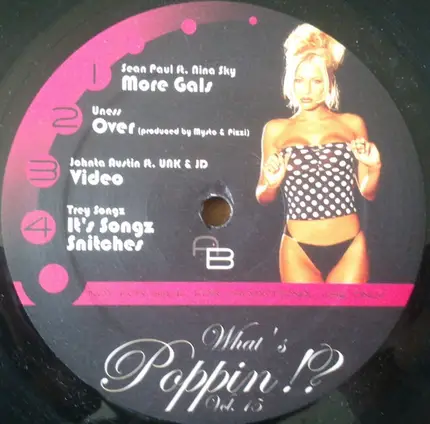 1
Sean Paul ft. Nina Sky
More Gals
2
Uness
Over (produced by Mysto & Pizzi)
3
Johnta Austin ft. UNK & JD
Video
4
Trey Songz
It's Songz
Snitches
AB
What's
Poppin!?
Vol. 15